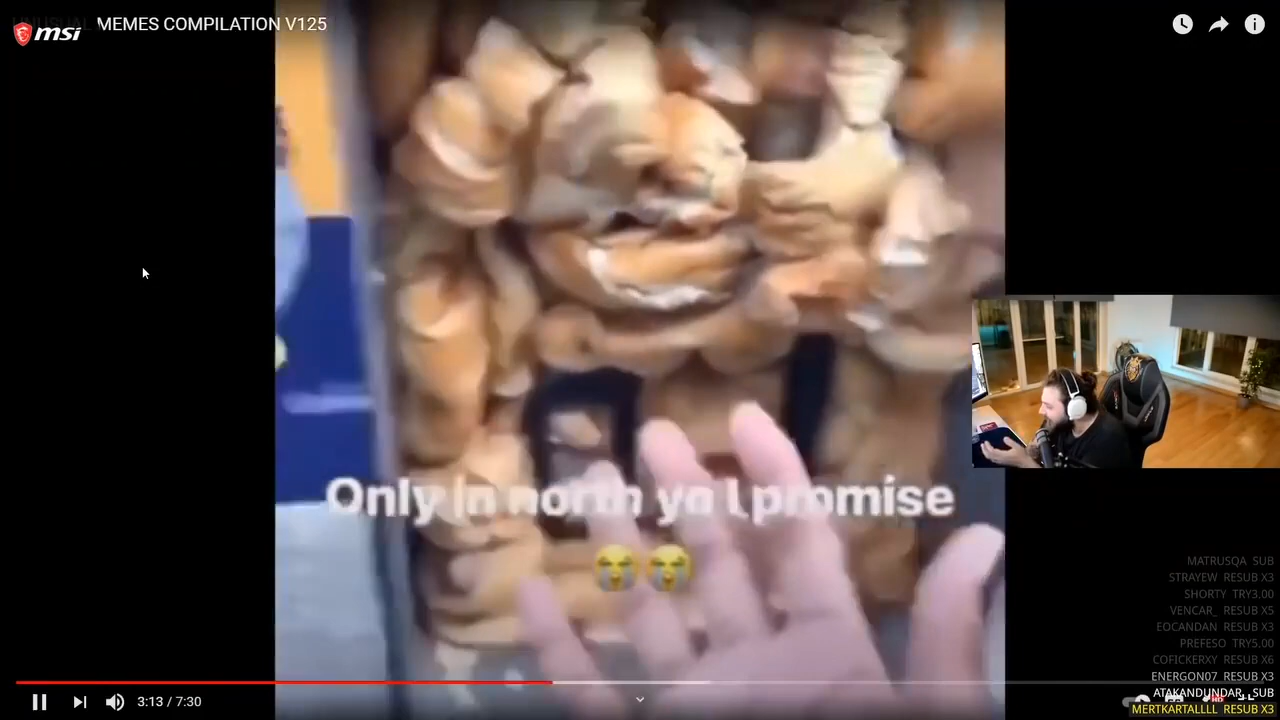 UNUSUAL MEMES COMPILATION V125
msi
Only in north yo I promise
😭😭
MATRUSQA SUB
STRAYEW RESUB X3
SHORTY TRY3,00
VENCAR_ RESUB X5
EOCANDAN RESUB X3
PREFESO TRY5,00
COFICKERXY RESUB X6
ENERGON07 RESUB X3
ATAKANDUNDAR_ SUB
MERTKARTALLLL RESUB X3
3:13 / 7:30